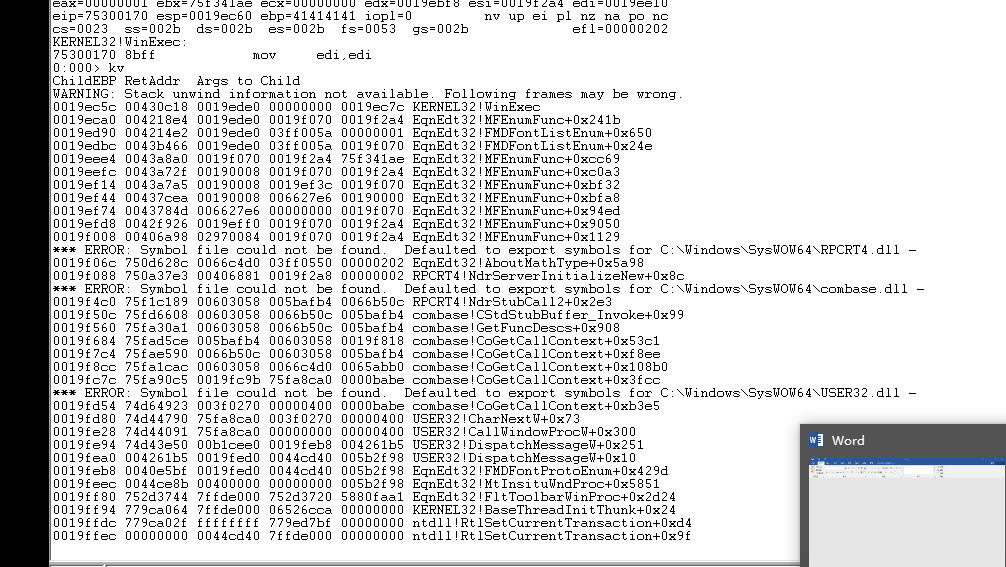 eax=00000001 ebx=75f341ae ecx=00000000 edx=0019ebf8 esi=0019f2a4 edi=0019ee10
eip=75300170 esp=0019ec60 ebp=41414141 iopl=0 nv up ei pl nz na po nc
cs=0023 ss=002b ds=002b es=002b fs=0053 gs=002b efl=00000202
KERNEL32!WinExec:
75300170 8bff mov edi,edi
0:000> kv
ChildEBP RetAddr Args to Child
WARNING: Stack unwind information not available. Following frames may be wrong.
0019ec5c 00430c18 0019ede0 00000000 0019ec7c KERNEL32!WinExec
0019eca0 004218e4 0019ede0 0019f070 0019f2a4 EqnEdt32!MFEnumFunc+0x241b
0019ed90 004214e2 0019ede0 03ff005a 00000001 EqnEdt32!FMDFontListEnum+0x650
0019edbc 0043b466 0019ede0 03ff005a 0019f070 EqnEdt32!FMDFontListEnum+0x24e
0019eee4 0043a8a0 0019f070 0019f2a4 75f341ae EqnEdt32!MFEnumFunc+0xcc69
0019eefc 0043a72f 00190008 0019f070 0019f2a4 EqnEdt32!MFEnumFunc+0xc0a3
0019ef14 0043a7a5 00190008 0019ef3c 0019f070 EqnEdt32!MFEnumFunc+0xbf32
0019ef44 00437cea 00190008 006627e6 00190000 EqnEdt32!MFEnumFunc+0xbfa8
0019ef74 0043784d 006627e6 00000000 0019f070 EqnEdt32!MFEnumFunc+0x94ed
0019efd8 0042f926 0019eff0 0019f070 0019f2a4 EqnEdt32!MFEnumFunc+0x9050
0019f008 00406a98 02970084 0019f070 0019f2a4 EqnEdt32!MFEnumFunc+0x1129
*** ERROR: Symbol file could not be found. Defaulted to export symbols for C:\Windows\SysWOW64\RPCRT4.dll -
0019f06c 750d628c 0066c4d0 03ff0550 00000202 EqnEdt32!AboutMathType+0x5a98
0019f088 750a37e3 00406881 0019f2a8 00000002 RPCRT4!NdrServerInitializeNew+0x8c
*** ERROR: Symbol file could not be found. Defaulted to export symbols for C:\Windows\SysWOW64\combase.dll -
0019f4c0 75f1c189 00603058 005bafb4 0066b50c RPCRT4!NdrStubCall2+0x2e3
0019f50c 75fd6608 00603058 0066b50c 005bafb4 combase!CStdStubBuffer_Invoke+0x99
0019f560 75fa30a1 00603058 0066b50c 005bafb4 combase!GetFuncDescs+0x908
0019f684 75fad5ce 005bafb4 00603058 0019f818 combase!CoGetCallContext+0x53c1
0019f7c4 75fae590 0066b50c 00603058 005bafb4 combase!CoGetCallContext+0xf8ee
0019f8cc 75fa1cac 00603058 0066c4d0 0065abb0 combase!CoGetCallContext+0x108b0
0019fc7c 75fa90c5 0019fc9b 75fa8ca0 0000babe combase!CoGetCallContext+0x3fcc
*** ERROR: Symbol file could not be found. Defaulted to export symbols for C:\Windows\SysWOW64\USER32.dll -
0019fd54 74d64923 003f0270 00000400 0000babe combase!CoGetCallContext+0xb3e5
0019fd80 74d44790 75fa8ca0 003f0270 00000400 USER32!CharNextW+0x73
0019fe28 74d44091 75fa8ca0 00000000 00000400 USER32!CallWindowProcW+0x300
0019fe94 74d43e50 00b1cee0 0019feb8 004261b5 USER32!DispatchMessageW+0x251
0019fea0 004261b5 0019fed0 0044cd40 005b2f98 USER32!DispatchMessageW+0x10
0019feb8 0040e5bf 0019fed0 0044cd40 005b2f98 EqnEdt32!FMDFontProtoEnum+0x429d
0019feec 0044ce8b 00400000 00000000 005b2f98 EqnEdt32!MtInsituWndProc+0x5851
0019ff80 752d3744 7ffde000 752d3720 5880faa1 EqnEdt32!FltToolbarWinProc+0x2d24
0019ff94 779ca064 7ffde000 06526cca 00000000 KERNEL32!BaseThreadInitThunk+0x24
0019ffdc 779ca02f ffffffff 779ed7bf 00000000 ntdll!RtlSetCurrentTransaction+0xd4
0019ffec 00000000 0044cd40 7ffde000 00000000 ntdll!RtlSetCurrentTransaction+0x9f
Word